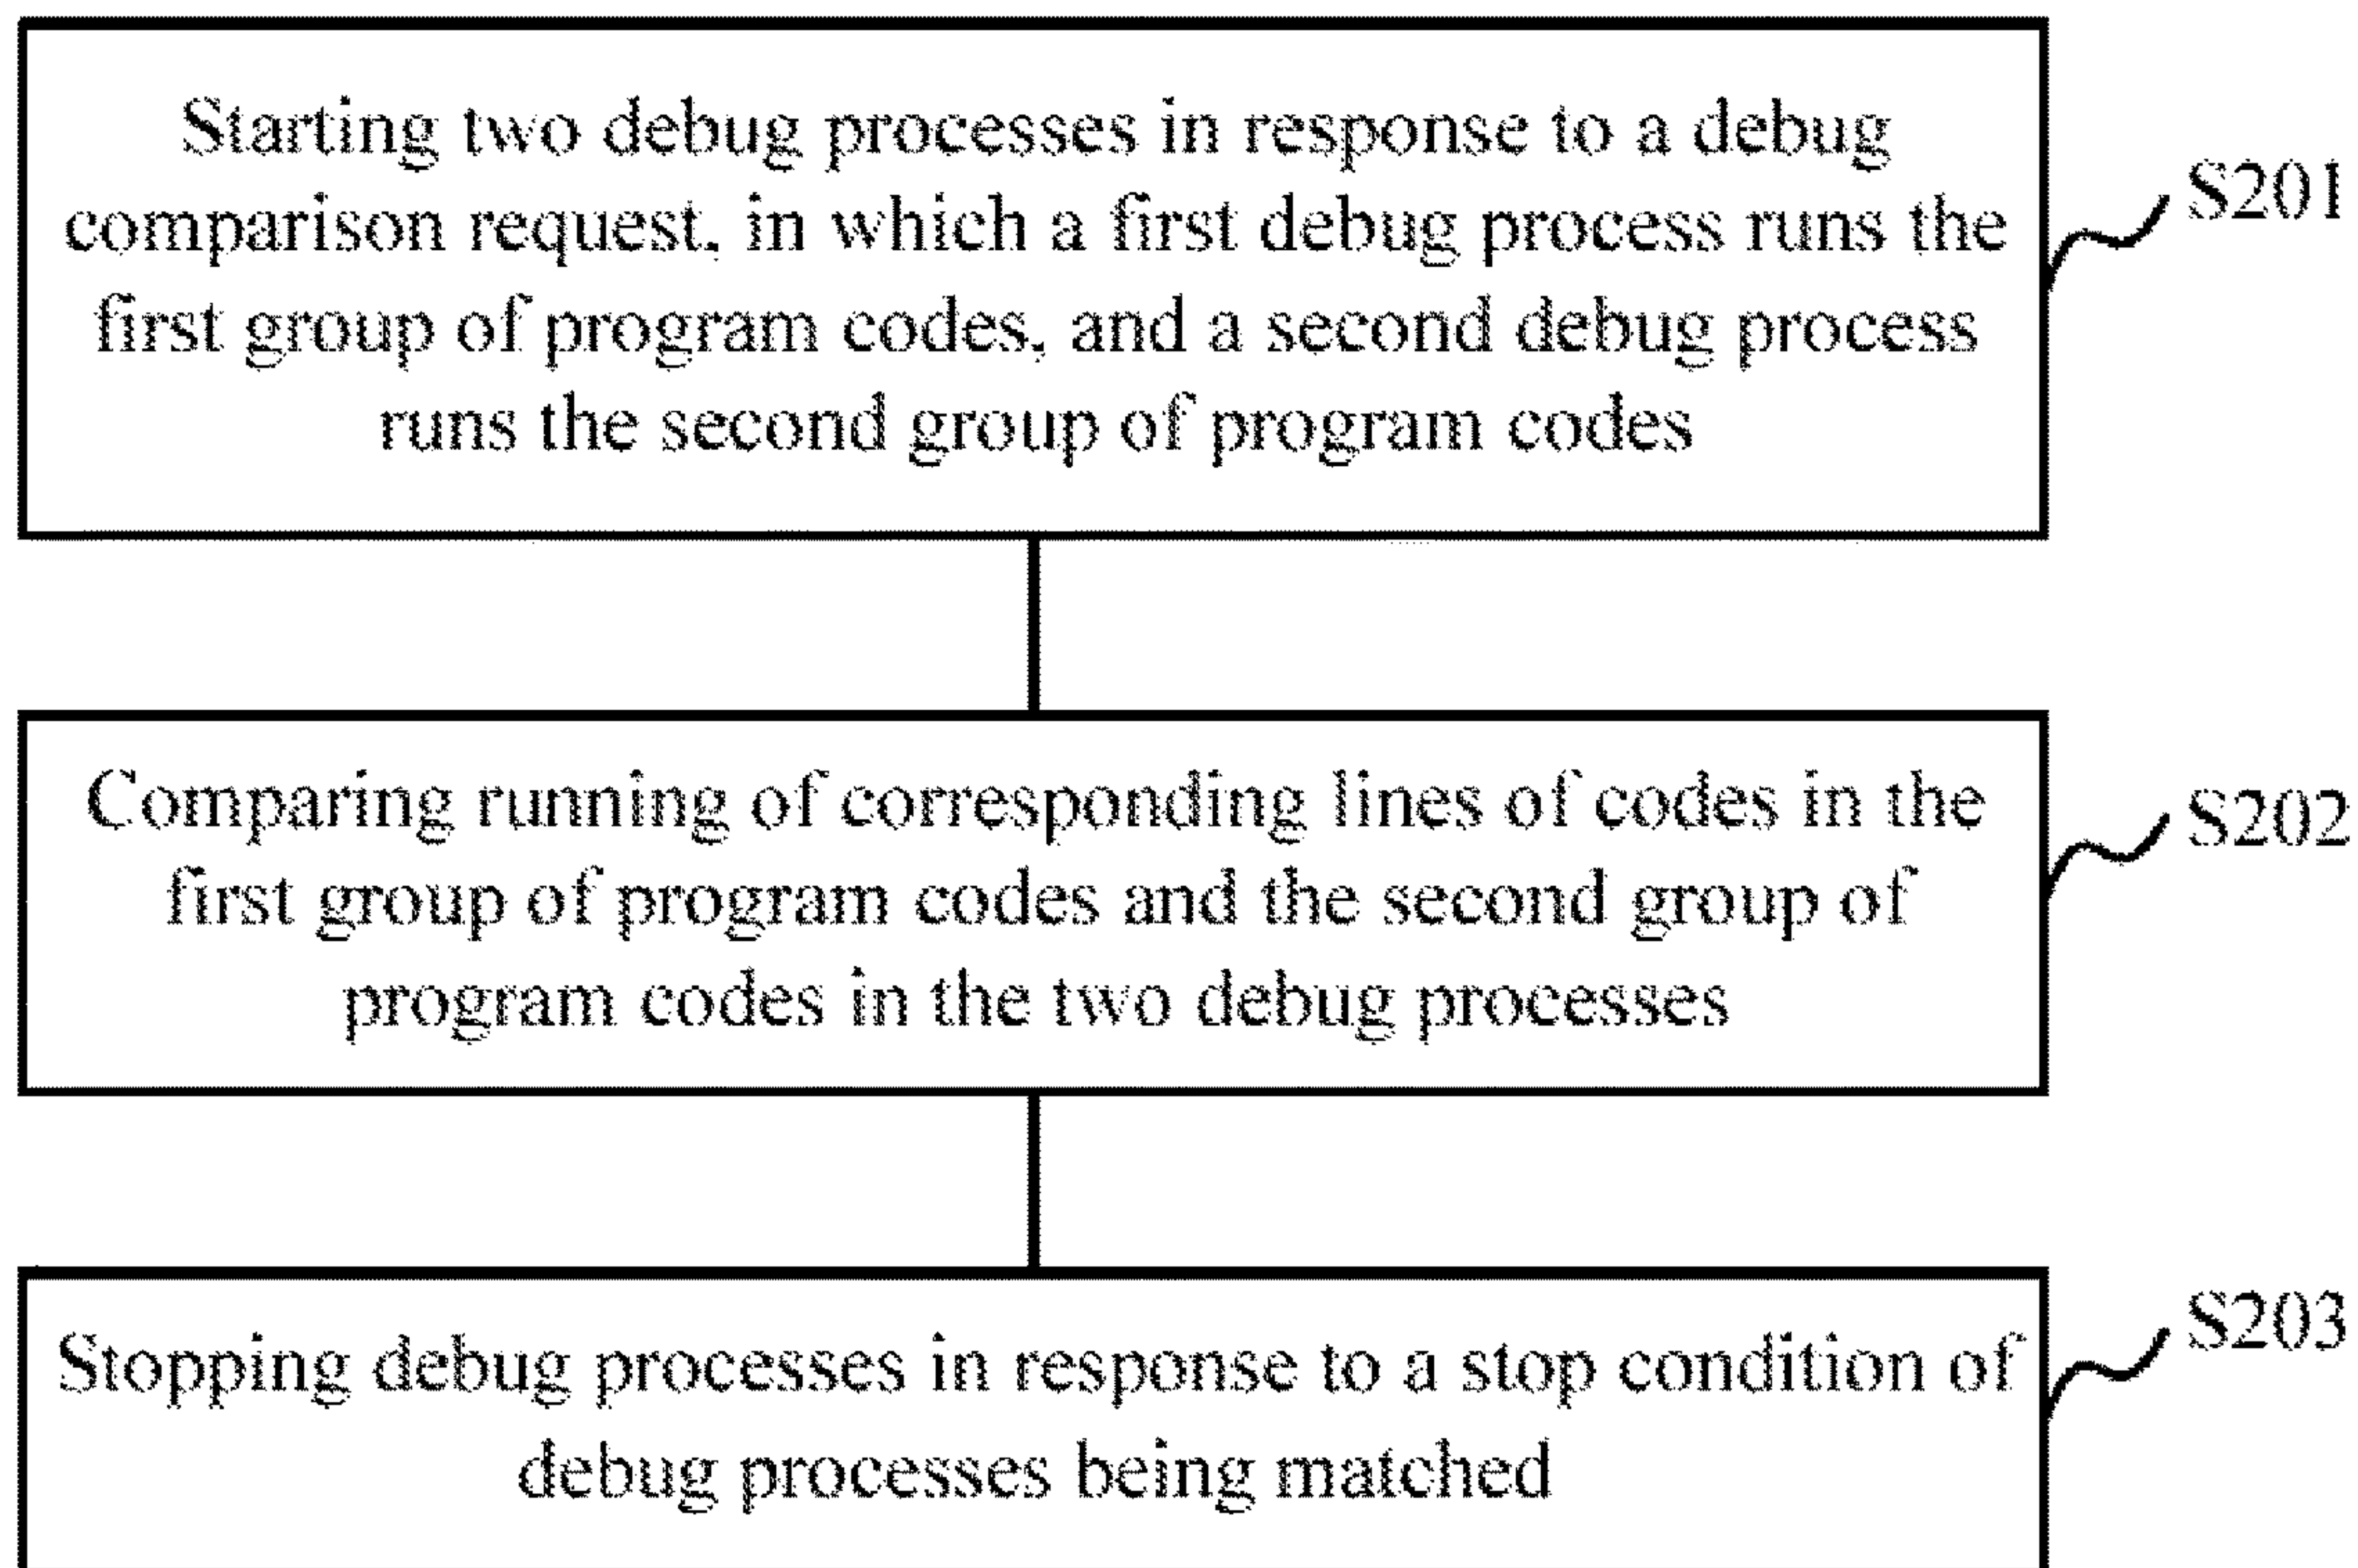 Starting two debug processes in response to a debug
comparison request, in which a first debug process runs the
first group of program codes, and a second debug process
runs the second group of program codes
S201
Comparing running of corresponding lines of codes in the
first group of program codes and the second group of
program codes in the two debug processes
S202
Stopping debug processes in response to a stop condition of
debug processes being matched
S203